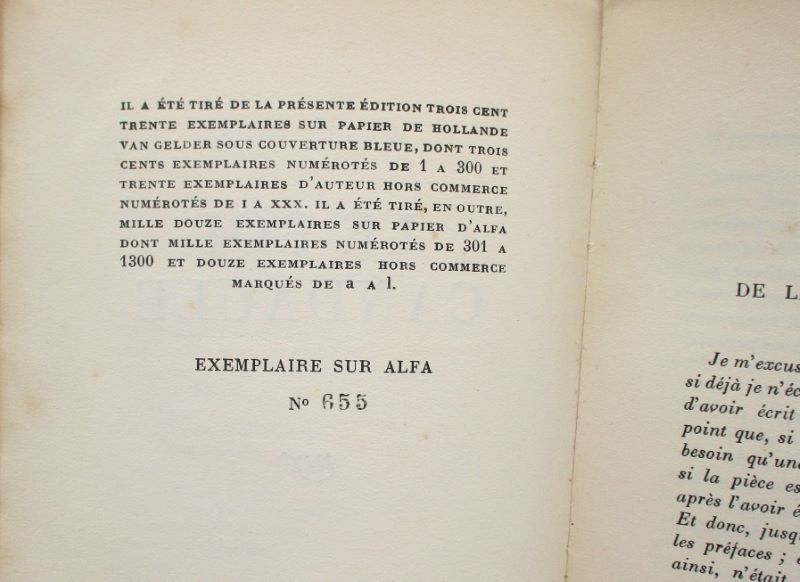 IL A ÉTÉ TIRÉ DE LA PRÉSENTE ÉDITION TROIS CENT
TRENTE EXEMPLAIRES SUR PAPIER DE HOLLANDE
VAN GELDER SOUS COUVERTURE BLEUE, DONT TROIS
CENTS EXEMPLAIRES NUMÉROTÉS DE 1 A 300 ET
TRENTE EXEMPLAIRES D'AUTEUR HORS COMMERCE
NUMÉROTÉS DE I A XXX. IL A ÉTÉ TIRÉ, EN OUTRE,
MILLE DOUZE EXEMPLAIRES SUR PAPIER D'ALFA
DONT MILLE EXEMPLAIRES NUMÉROTÉS DE 301 A
1300 ET DOUZE EXEMPLAIRES HORS COMMERCE
MARQUÉS DE a A l.
EXEMPLAIRE SUR ALFA
No 655
DE
Je m'excus
si déjà je n'éc
d'avoir écrit
point que, si
besoin qu'un
si la pièce es
après l'avoir é
Et donc, jusq
les préfaces ;
ainsi, n'était